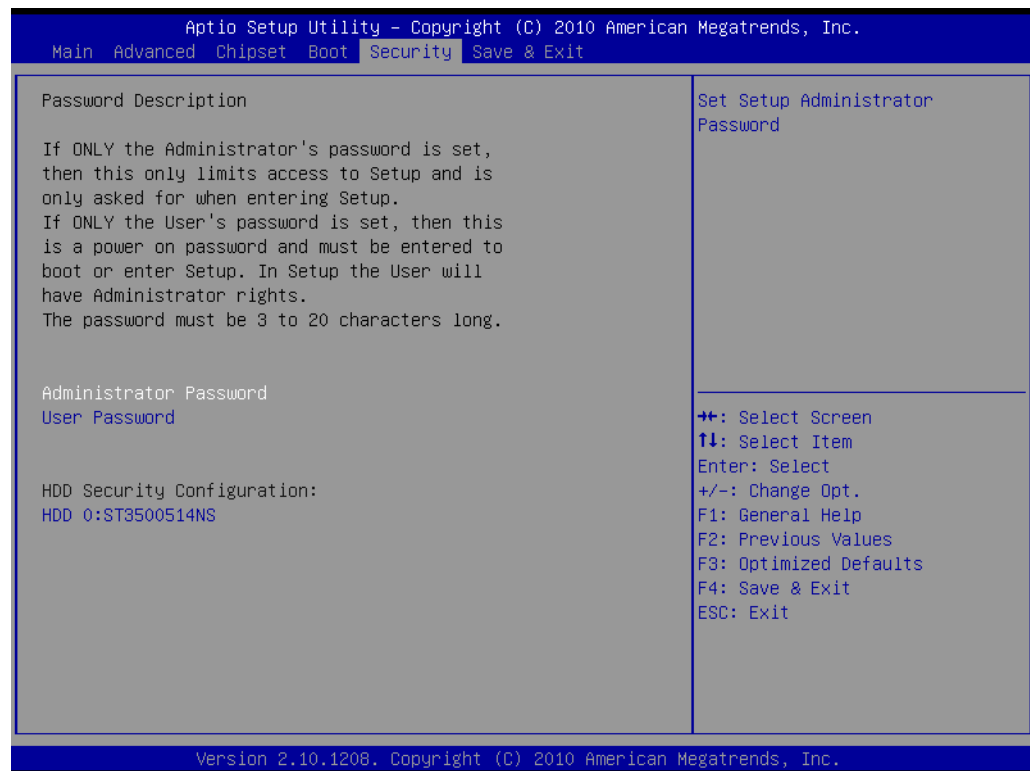 Aptio Setup Utility – Copyright (C) 2010 American Megatrends, Inc.
Main Advanced Chipset Boot Security Save & Exit
Password Description
If ONLY the Administrator's password is set,
then this only limits access to Setup and is
only asked for when entering Setup.
If ONLY the User's password is set, then this
is a power on password and must be entered to
boot or enter Setup. In Setup the User will
have Administrator rights.
The password must be 3 to 20 characters long.
Administrator Password
User Password
HDD Security Configuration:
HDD 0:ST3500514NS
Set Setup Administrator
Password
→←: Select Screen
↑↓: Select Item
Enter: Select
+/-: Change Opt.
F1: General Help
F2: Previous Values
F3: Optimized Defaults
F4: Save & Exit
ESC: Exit
Version 2.10.1208. Copyright (C) 2010 American Megatrends, Inc.